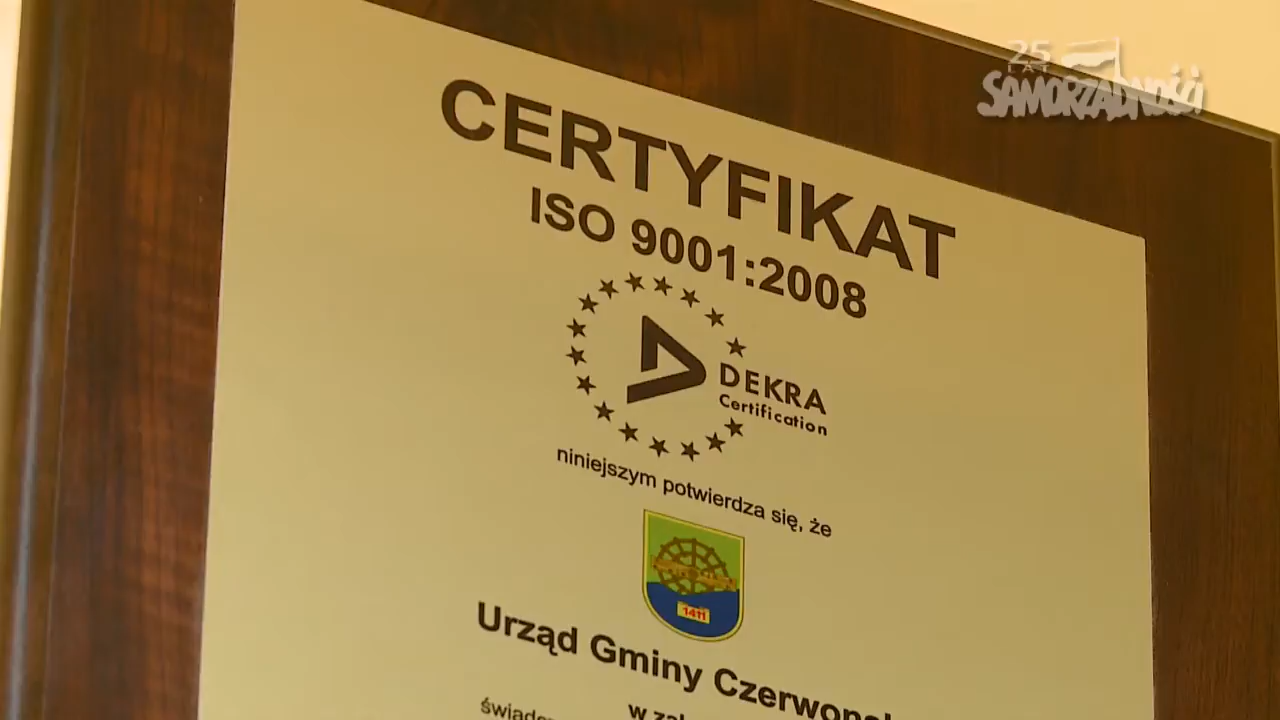 25
LAT
SAMORZĄDNOŚCI
CERTYFIKAT
ISO 9001:2008
DEKRA
Certification
niniejszym potwierdza się, że
1411
Urząd Gminy